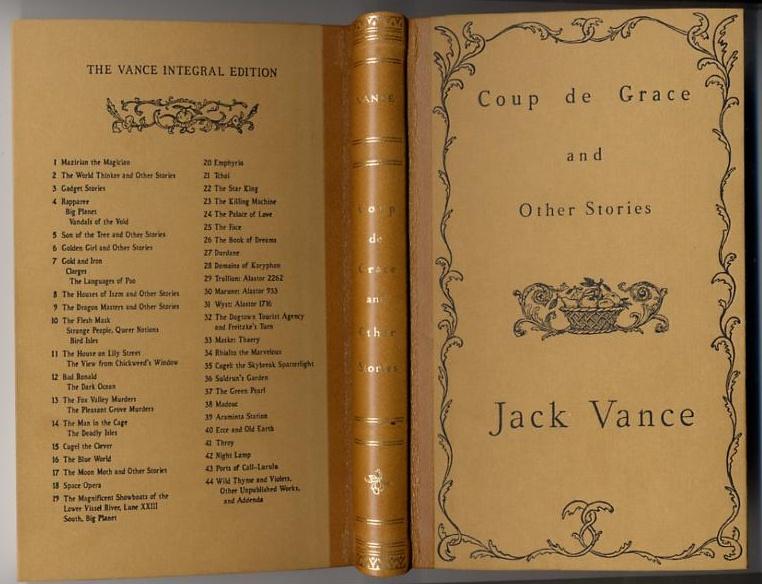 THE VANCE INTEGRAL EDITION
1 Mazirian the Magician
2 The World Thinker and Other Stories
3 Gadget Stories
4 Rapparee
Big Planet
Vandals of the Void
5 Son of the Tree and Other Stories
6 Golden Girl and Other Stories
7 Gold and Iron
Clarges
The Languages of Pao
8 The Houses of Iszm and Other Stories
9 The Dragon Masters and Other Stories
10 The Flesh Mask
Strange People, Queer Notions
Bird Isles
11 The House on Lily Street
The View from Chickweed's Window
12 Bad Ronald
The Dark Ocean
13 The Fox Valley Murders
The Pleasant Grove Murders
14 The Man in the Cage
The Deadly Isles
15 Cugel the Clever
16 The Blue World
17 The Moon Moth and Other Stories
18 Space Opera
19 The Magnificent Showboats of the
Lower Vissel River, Lune XXIII
South, Big Planet
20 Emphyrio
21 Tschai
22 The Star King
23 The Killing Machine
24 The Palace of Love
25 The Face
26 The Book of Dreams
27 Durdane
28 Domains of Koryphon
29 Trullion: Alastor 2262
30 Marune: Alastor 933
31 Wyst: Alastor 1716
32 The Dogtown Tourist Agency
and Freitzke's Turn
33 Maske: Thaery
34 Rhialto the Marvelous
35 Cugel: the Skybreak Spatterlight
36 Suldrun's Garden
37 The Green Pearl
38 Madouc
39 Araminta Station
40 Ecce and Old Earth
41 Throy
42 Night Lamp
43 Ports of Call–Lurulu
44 Wild Thyme and Violets,
Other Unpublished Works,
and Addenda
VANCE
Coup
de
Grace
and
Other
Stories
Coup de Grace
and
Other Stories
Jack Vance